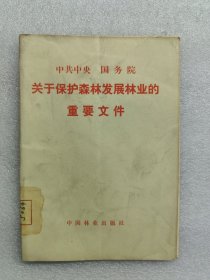 中共中央 国务院
关于保护森林发展林业的
重要文件
中国林业出版社